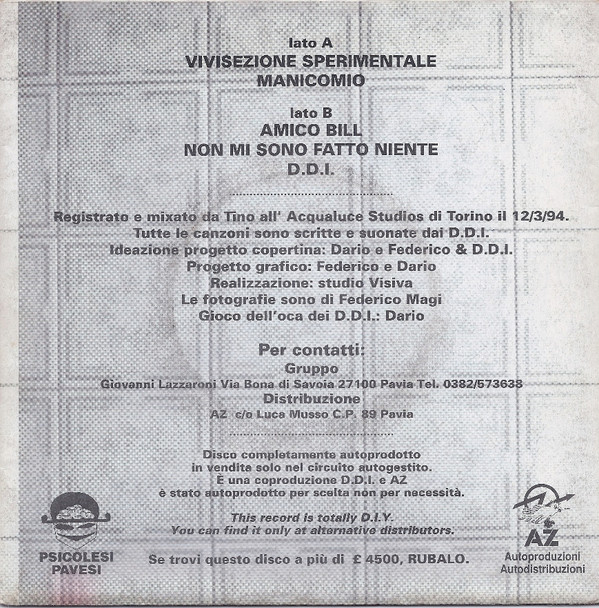 lato A
VIVISEZIONE SPERIMENTALE
MANICOMIO
lato B
AMICO BILL
NON MI SONO FATTO NIENTE
D.D.I.
Registrato e mixato da Tino all' Acqualuce Studios di Torino il 12/3/94.
Tutte le canzoni sono scritte e suonate dai D.D.I.
Ideazione progetto copertina: Dario e Federico & D.D.I.
Progetto grafico: Federico e Dario
Realizzazione: studio Visiva
Le fotografie sono di Federico Magi
Gioco dell'oca dei D.D.I.: Dario
Per contatti:
Gruppo
Giovanni Lazzaroni Via Bona di Savoia 27100 Pavia Tel. 0382/573638
Distribuzione
AZ c/o Luca Musso C.P. 89 Pavia
Disco completamente autoprodotto
in vendita solo nel circuito autogestito.
È una coproduzione D.D.I. e AZ
è stato autoprodotto per scelta non per necessità.
This record is totally D.I.Y.
You can find it only at alternative distributors.
Se trovi questo disco a più di £ 4500, RUBALO.
PSICOLESI
PAVESI
AZ
Autoproduzioni
Autodistribuzioni